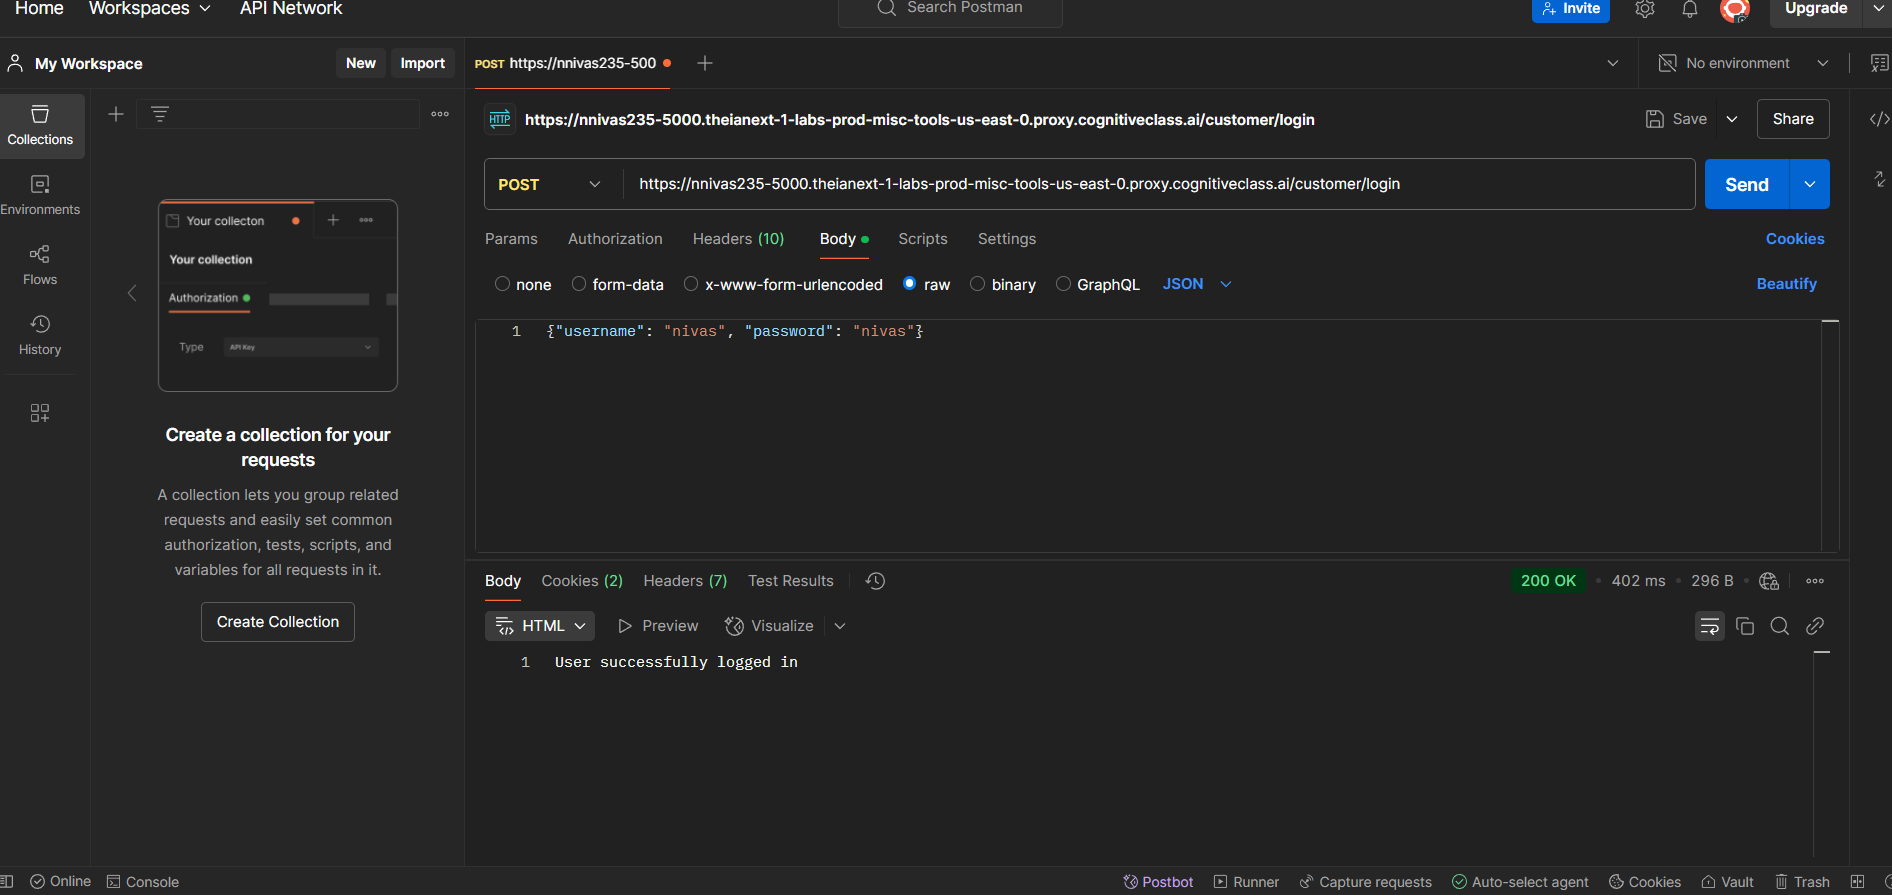 Home Workspaces API Network Search Postman Invite Upgrade
My Workspace New Import POST https://nnivas235-500 No environment
Collections
Environments
Flows
History
Your collecton
Your collection
Authorization
Type API Key
Create a collection for your
requests
A collection lets you group related
requests and easily set common
authorization, tests, scripts, and
variables for all requests in it.
Create Collection
HTTP https://nnivas235-5000.theianext-1-labs-prod-misc-tools-us-east-0.proxy.cognitiveclass.ai/customer/login Save Share
POST https://nnivas235-5000.theianext-1-labs-prod-misc-tools-us-east-0.proxy.cognitiveclass.ai/customer/login Send
Params Authorization Headers (10) Body Scripts Settings Cookies
none form-data x-www-form-urlencoded raw binary GraphQL JSON Beautify
1 {"username": "nivas", "password": "nivas"}
Body Cookies (2) Headers (7) Test Results 200 OK 402 ms 296 B
HTML Preview Visualize
1 User successfully logged in
Online Console Postbot Runner Capture requests Auto-select agent Cookies Vault Trash